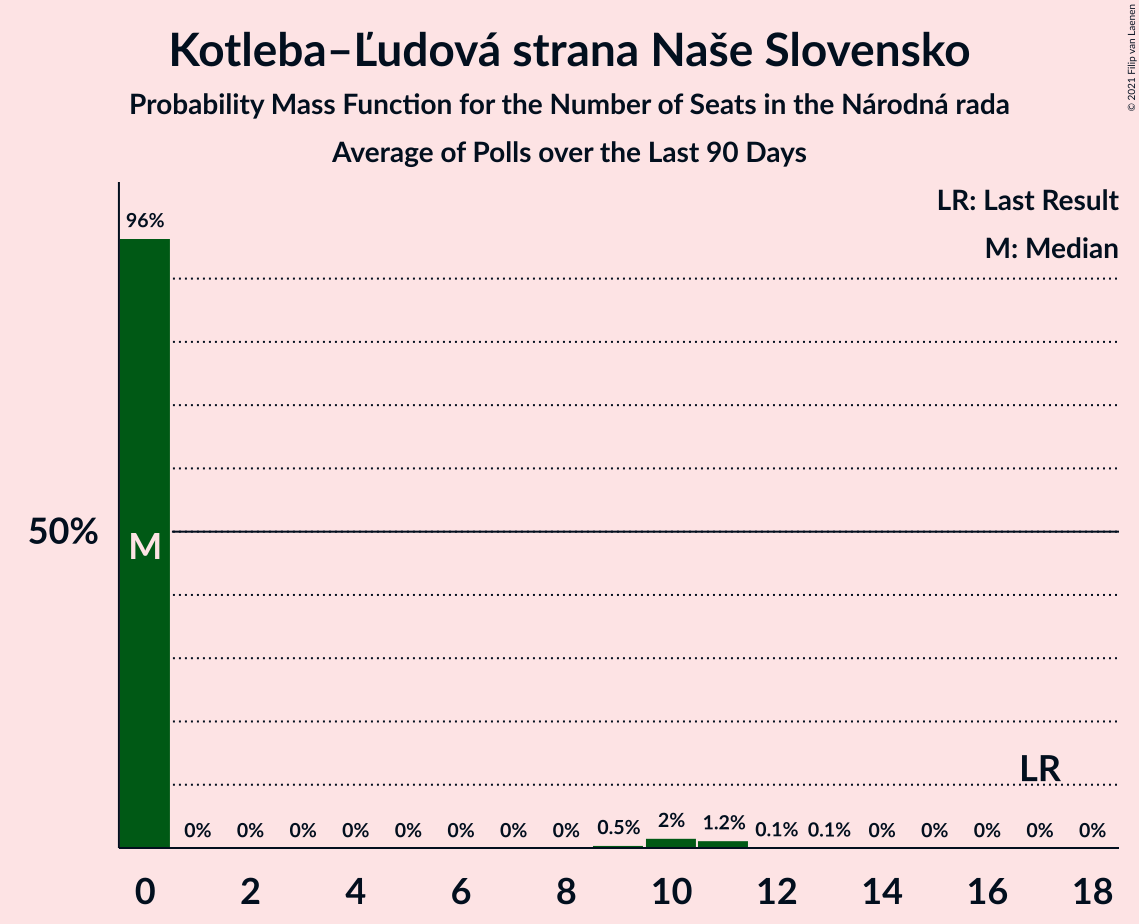 Kotleba–Ľudová strana Naše Slovensko
Probability Mass Function for the Number of Seats in the Národná rada
Average of Polls over the Last 90 Days
© 2021 Filip van Laenen
LR: Last Result
M: Median
96%
50%
M
LR
0% 0% 0% 0% 0% 0% 0% 0% 0.5% 2% 1.2% 0.1% 0.1% 0% 0% 0% 0% 0%
0 2 4 6 8 10 12 14 16 18